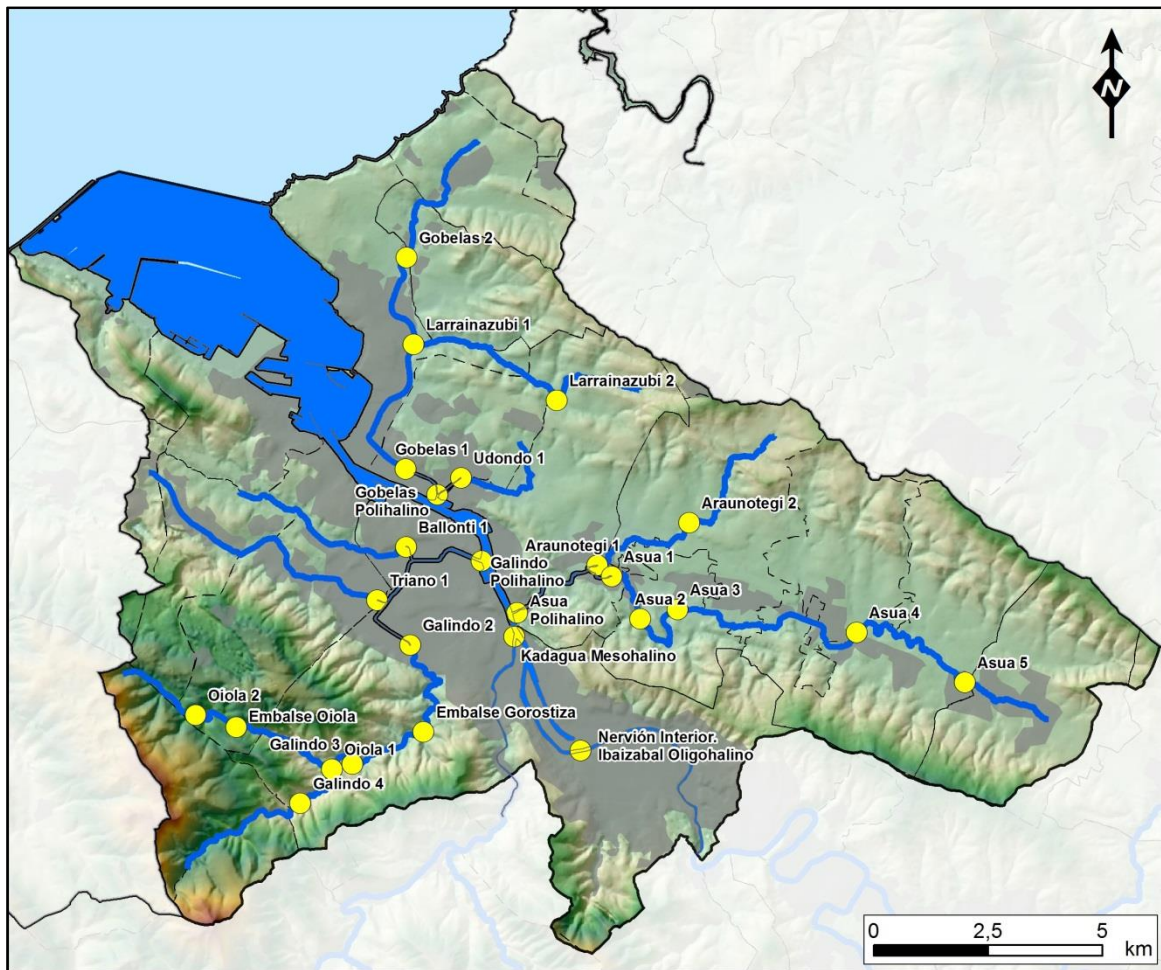 N
Gobelas 2
Larrainazubi 1
Larrainazubi 2
Gobelas 1
Udondo 1
Gobelas
Polihalino
Araunotegi 2
Ballonti 1
Araunotegi 1
Asua 1
Galindo
Polihalino
Triano 1
Asua
Polihalino
Asua 2
Asua 3
Asua 4
Galindo 2
Kadagua Mesohalino
Asua 5
Oiola 2
Embalse Oiola
Embalse Gorostiza
Galindo 3
Oiola 1
Nervión Interior.
Ibaizabal Oligohalino
Galindo 4
0 2,5 5
km